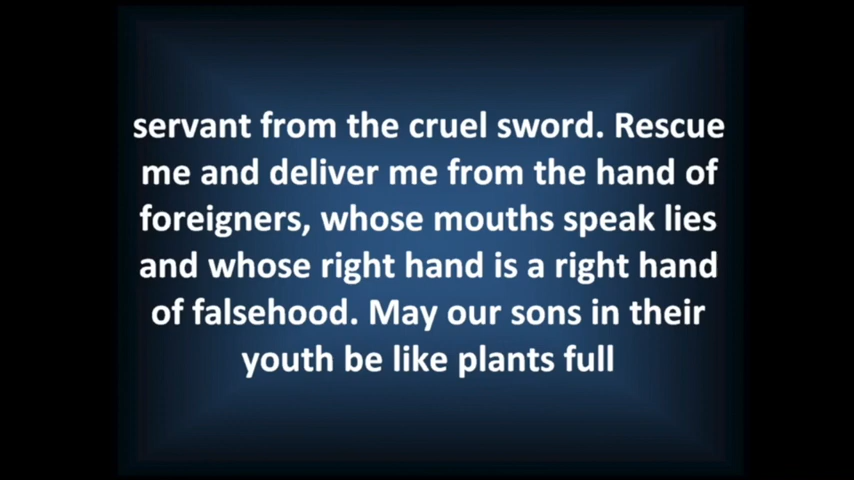 servant from the cruel sword. Rescue
me and deliver me from the hand of
foreigners, whose mouths speak lies
and whose right hand is a right hand
of falsehood. May our sons in their
youth be like plants full